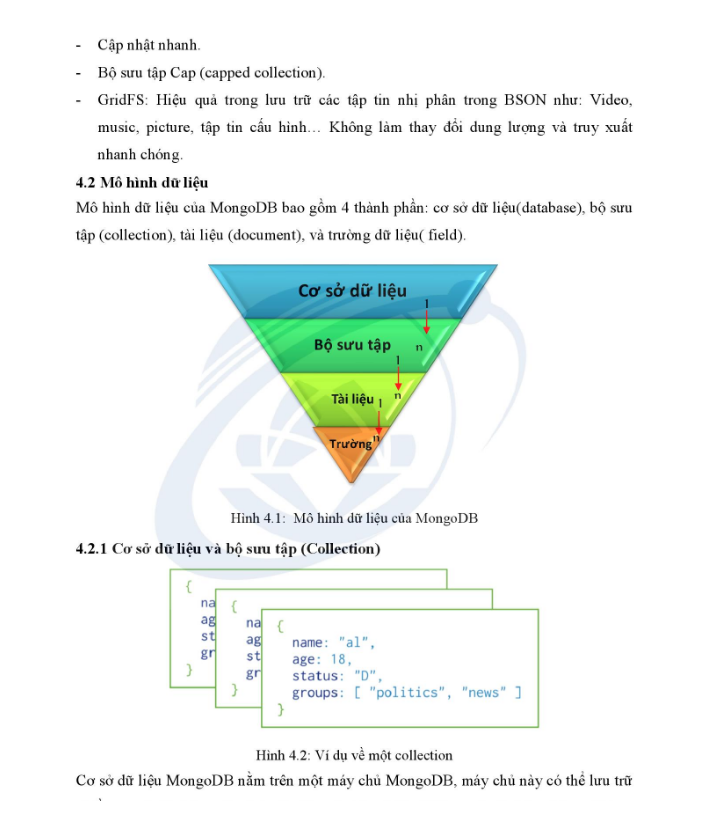 - Cập nhật nhanh.
- Bộ sưu tập Cap (capped collection).
- GridFS: Hiệu quả trong lưu trữ các tập tin nhị phân trong BSON như: Video,
music, picture, tập tin cấu hình… Không làm thay đổi dung lượng và truy xuất
nhanh chóng.
4.2 Mô hình dữ liệu
Mô hình dữ liệu của MongoDB bao gồm 4 thành phần: cơ sở dữ liệu(database), bộ sưu
tập (collection), tài liệu (document), và trường dữ liệu( field).
Cơ sở dữ liệu
1
Bộ sưu tập n
1
Tài liệu 1 n
Trường n
Hình 4.1: Mô hình dữ liệu của MongoDB
4.2.1 Cơ sở dữ liệu và bộ sưu tập (Collection)
{
na
ag
st
gr
}
{
na
ag
st
gr
}
{
name: "al",
age: 18,
status: "D",
groups: [ "politics", "news" ]
}
Hình 4.2: Ví dụ về một collection
Cơ sở dữ liệu MongoDB nằm trên một máy chủ MongoDB, máy chủ này có thể lưu trữ